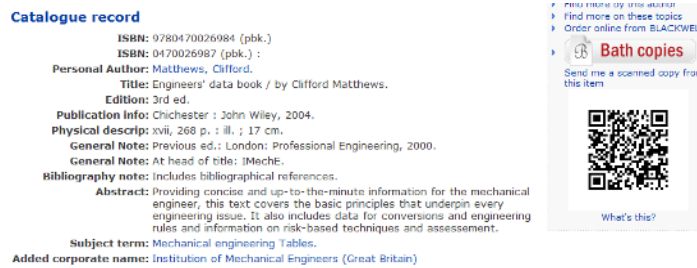 Catalogue record
ISBN: 9780470026984 (pbk.)
ISBN: 0470026987 (pbk.) :
Personal Author: Matthews, Clifford.
Title: Engineers' data book / by Clifford Matthews.
Edition: 3rd ed.
Publication info: Chichester : John Wiley, 2004.
Physical descrip: xvii, 268 p. : ill. ; 17 cm.
General Note: Previous ed.: London: Professional Engineering, 2000.
General Note: At head of title: IMechE.
Bibliography note: Includes bibliographical references.
Abstract: Providing concise and up-to-the-minute information for the mechanical
engineer, this text covers the basic principles that underpin every
engineering issue. It also includes data for conversions and engineering
rules and information on risk-based techniques and assessement.
Subject term: Mechanical engineering Tables.
Added corporate name: Institution of Mechanical Engineers (Great Britain)
Find more by this author
Find more on these topics
Order online from BLACKWEL
B Bath copies
Send me a scanned copy fro
this item
What's this?